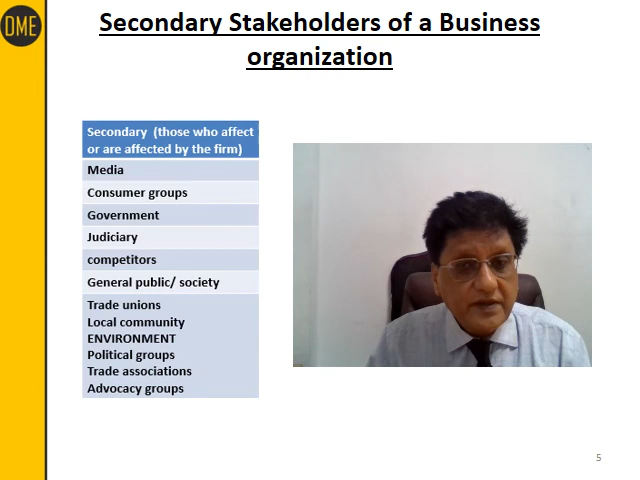 DME
Secondary Stakeholders of a Business
organization
Secondary (those who affect
or are affected by the firm)
Media
Consumer groups
Government
Judiciary
competitors
General public/ society
Trade unions
Local community
ENVIRONMENT
Political groups
Trade associations
Advocacy groups
5